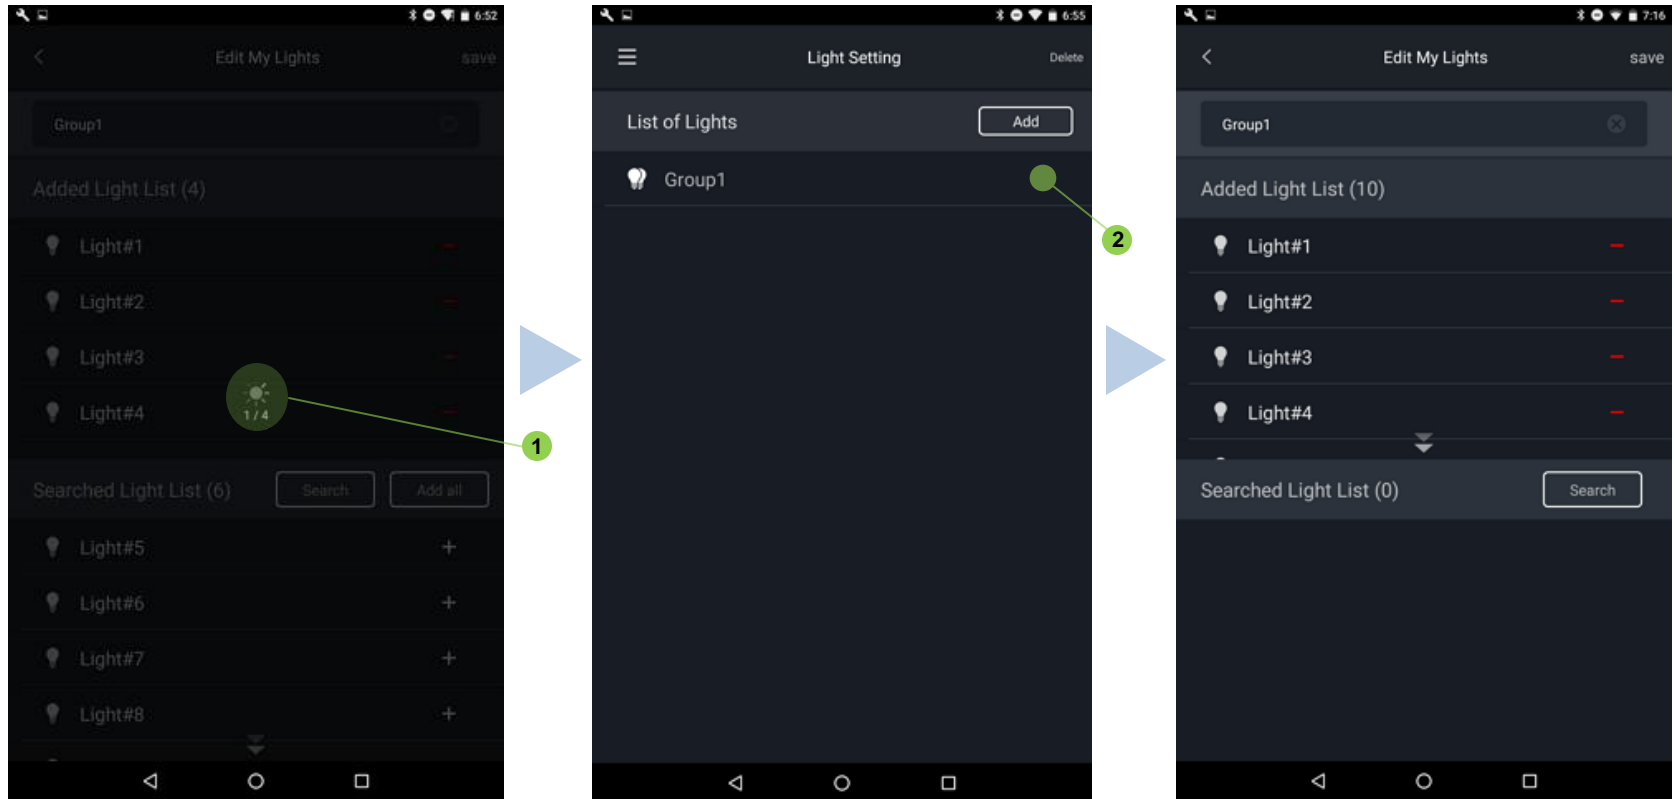 6:52
Edit My Lights
save
Group1
Added Light List (4)
Light#1
Light#2
Light#3
Light#4
1 / 4
1
Searched Light List (6)
Search
Add all
Light#5
Light#6
Light#7
Light#8
6:55
Light Setting
Delete
List of Lights
Add
Group1
2
7:16
Edit My Lights
save
Group1
Added Light List (10)
Light#1
Light#2
Light#3
Light#4
Searched Light List (0)
Search